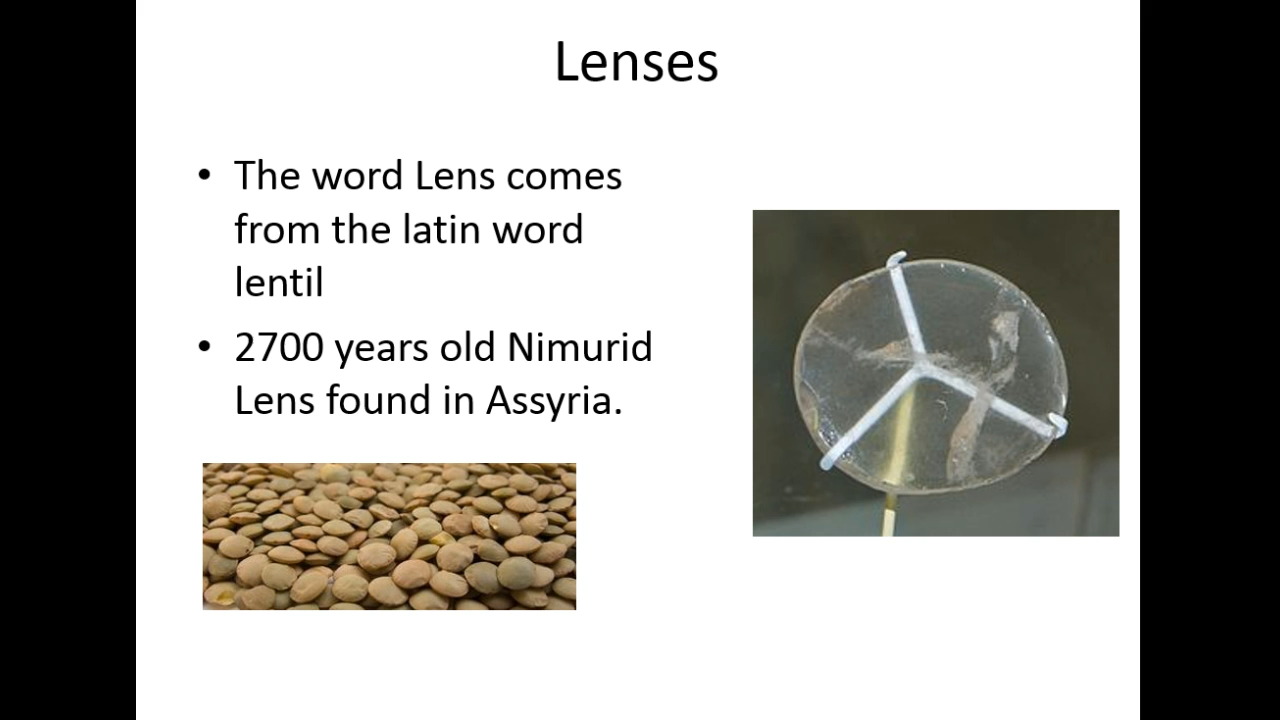 Lenses
• The word Lens comes
from the latin word
lentil
• 2700 years old Nimurid
Lens found in Assyria.